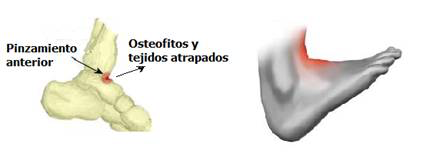 Pinzamiento
anterior
Osteofitos y
tejidos atrapados